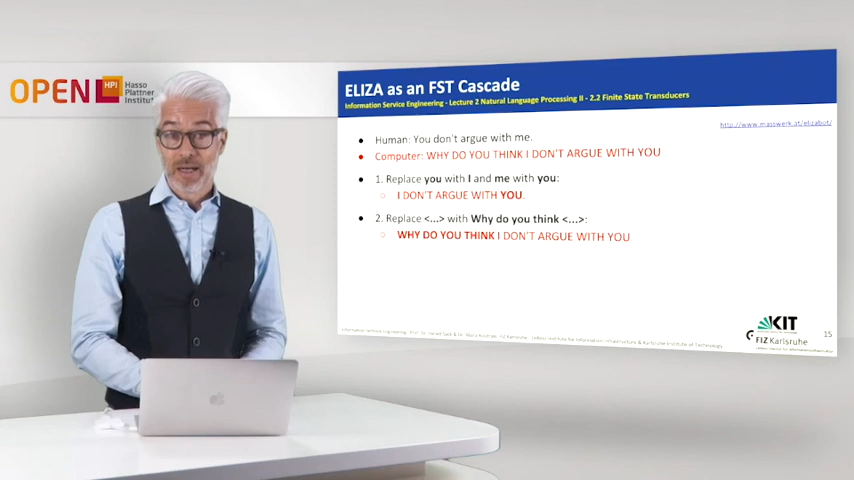 OPEN HPI Hasso
Plattner
Institut
ELIZA as an FST Cascade
Information Service Engineering - Lecture 2 Natural Language Processing II - 2.2 Finite State Transducers
http://www.masswerk.at/elizabot/
● Human: You don't argue with me.
● Computer: WHY DO YOU THINK I DON'T ARGUE WITH YOU
● 1. Replace you with I and me with you:
○ I DON'T ARGUE WITH YOU.
● 2. Replace <...> with Why do you think <...>:
○ WHY DO YOU THINK I DON'T ARGUE WITH YOU
KIT
FIZ Karlsruhe
15